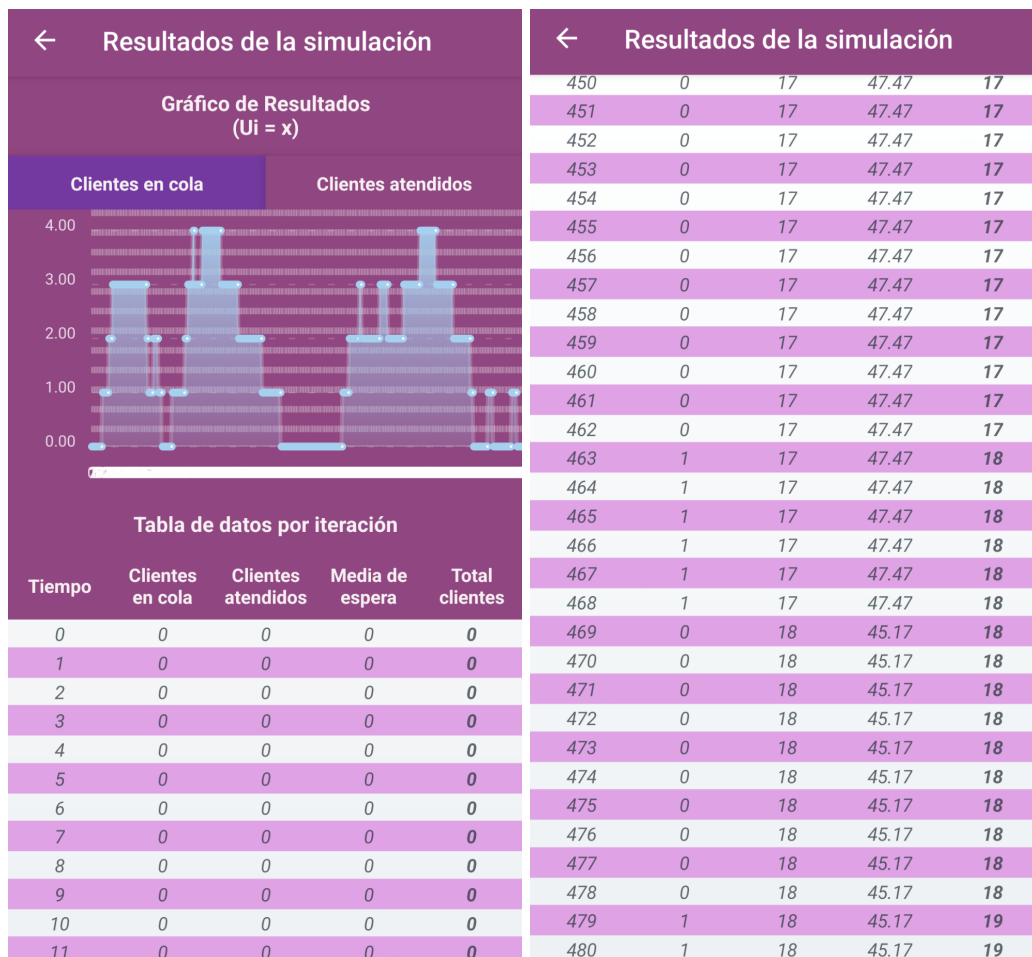 Resultados de la simulación
Gráfico de Resultados
(Ui = x)
Clientes en cola Clientes atendidos
4.00
3.00
2.00
1.00
0.00
Tabla de datos por iteración
Tiempo Clientes en cola Clientes atendidos Media de espera Total clientes
0 0 0 0 0
1 0 0 0 0
2 0 0 0 0
3 0 0 0 0
4 0 0 0 0
5 0 0 0 0
6 0 0 0 0
7 0 0 0 0
8 0 0 0 0
9 0 0 0 0
10 0 0 0 0
11 0 0 0 0
Resultados de la simulación
450 0 17 47.47 17
451 0 17 47.47 17
452 0 17 47.47 17
453 0 17 47.47 17
454 0 17 47.47 17
455 0 17 47.47 17
456 0 17 47.47 17
457 0 17 47.47 17
458 0 17 47.47 17
459 0 17 47.47 17
460 0 17 47.47 17
461 0 17 47.47 17
462 0 17 47.47 17
463 1 17 47.47 18
464 1 17 47.47 18
465 1 17 47.47 18
466 1 17 47.47 18
467 1 17 47.47 18
468 1 17 47.47 18
469 0 18 45.17 18
470 0 18 45.17 18
471 0 18 45.17 18
472 0 18 45.17 18
473 0 18 45.17 18
474 0 18 45.17 18
475 0 18 45.17 18
476 0 18 45.17 18
477 0 18 45.17 18
478 0 18 45.17 18
479 1 18 45.17 19
480 1 18 45.17 19